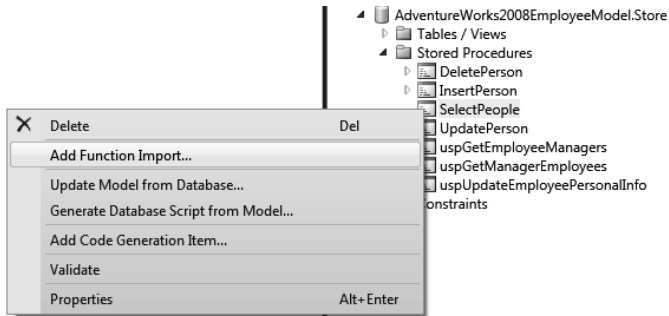 AdventureWorks2008EmployeeModel.Store
Tables / Views
Stored Procedures
DeletePerson
InsertPerson
SelectPeople
UpdatePerson
uspGetEmployeeManagers
uspGetManagerEmployees
uspUpdateEmployeePersonalInfo
Constraints
Delete Del
Add Function Import...
Update Model from Database...
Generate Database Script from Model...
Add Code Generation Item...
Validate
Properties Alt+Enter